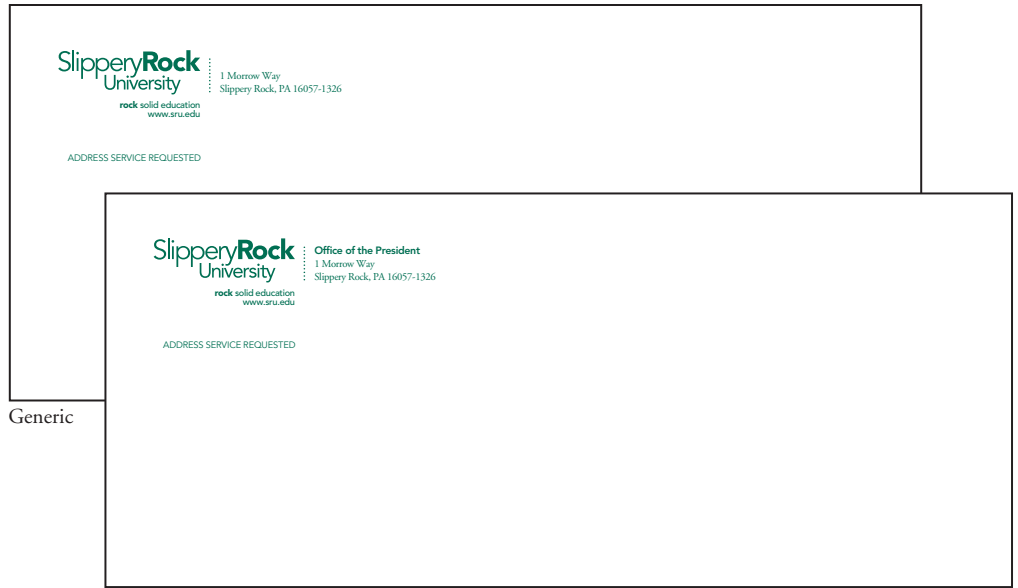 SlipperyRock
University
rock solid education
www.sru.edu
1 Morrow Way
Slippery Rock, PA 16057-1326
ADDRESS SERVICE REQUESTED
SlipperyRock
University
rock solid education
www.sru.edu
Office of the President
1 Morrow Way
Slippery Rock, PA 16057-1326
ADDRESS SERVICE REQUESTED
Generic